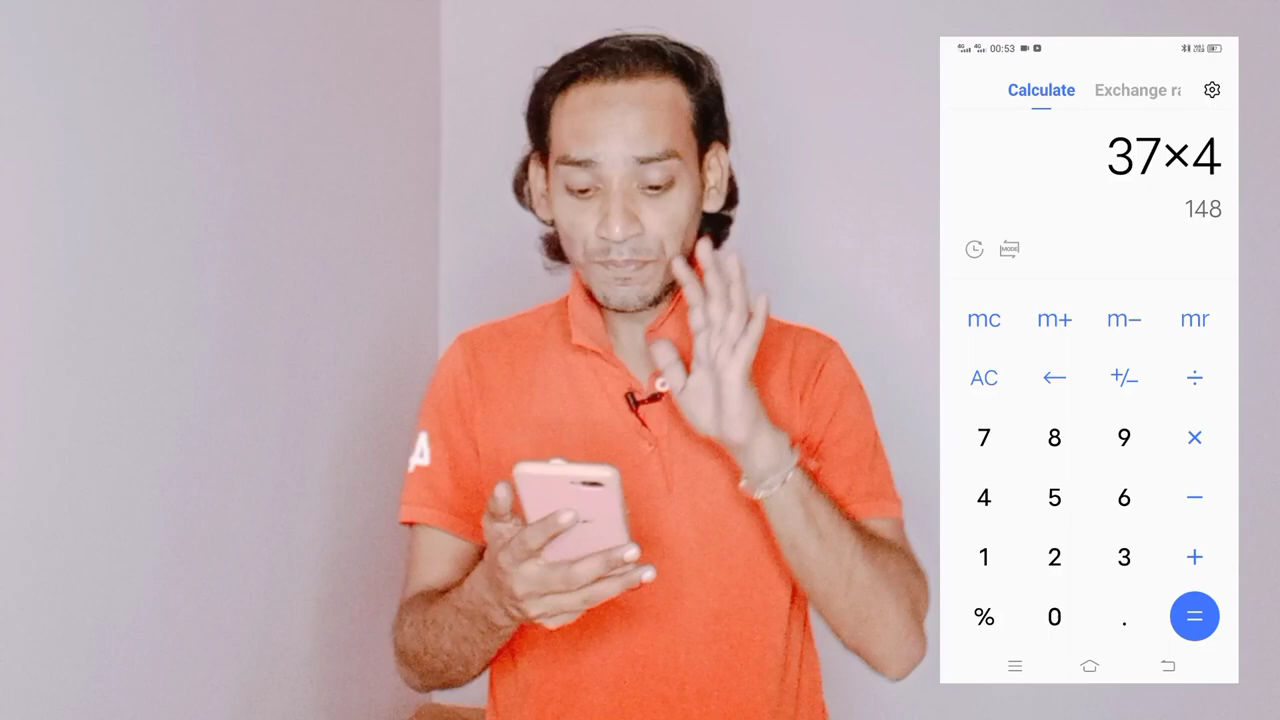 00:53
Calculate Exchange ra
37×4
148
MODE
mc m+ m− mr
AC ← +/− ÷
7 8 9 ×
4 5 6 −
1 2 3 +
% 0 . =
A